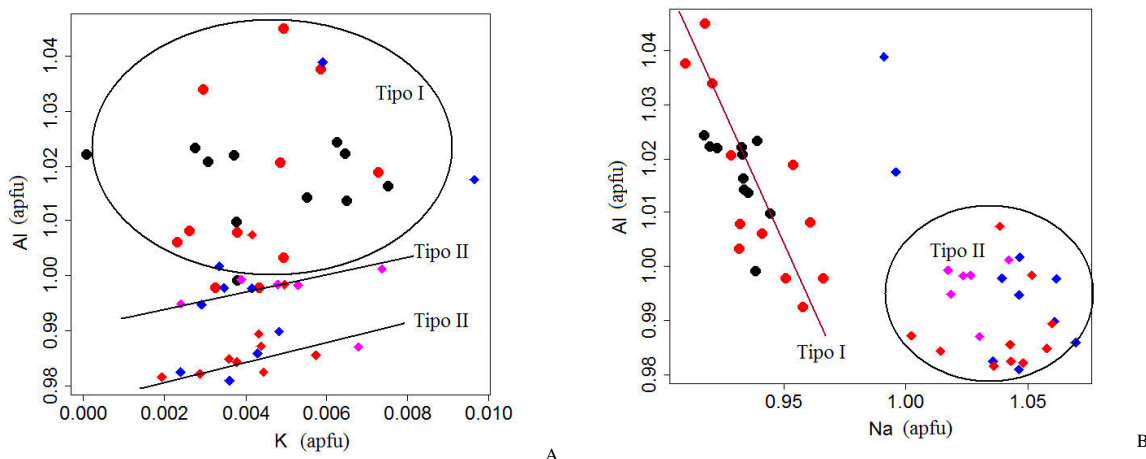 1.04
1.03
1.02
1.01
1.00
0.99
0.98
Al (apfu)
Tipo I
Tipo II
Tipo II
0.000
0.002
0.004
0.006
0.008
0.010
K (apfu)
A
1.04
1.03
1.02
1.01
1.00
0.99
0.98
Al (apfu)
Tipo II
Tipo I
0.95
1.00
1.05
Na (apfu)
B